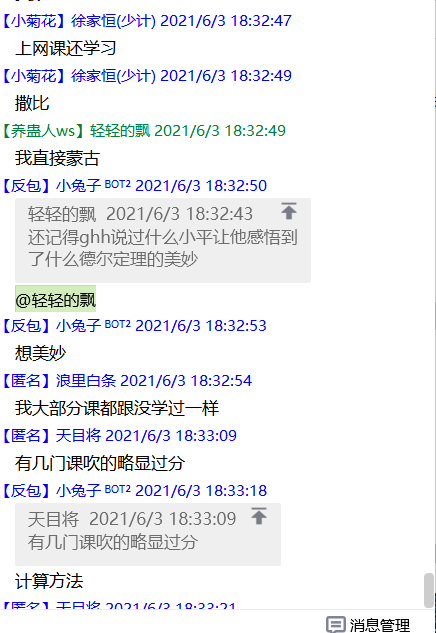 【小菊花】徐家恒(少计) 2021/6/3 18:32:47
上网课还学习
【小菊花】徐家恒(少计) 2021/6/3 18:32:49
撒比
【养蛊人ws】轻轻的飘 2021/6/3 18:32:49
我直接蒙古
【反包】小兔子 BOT2 2021/6/3 18:32:50
轻轻的飘 2021/6/3 18:32:43
还记得ghh说过什么小平让他感悟到
了什么德尔定理的美妙
@轻轻的飘
【反包】小兔子 BOT2 2021/6/3 18:32:53
想美妙
【匿名】浪里白条 2021/6/3 18:32:54
我大部分课都跟没学过一样
【匿名】天目将 2021/6/3 18:33:09
有几门课吹的略显过分
【反包】小兔子 BOT2 2021/6/3 18:33:18
天目将 2021/6/3 18:33:09
有几门课吹的略显过分
计算方法
【匿名】天目将 2021/6/3 18:33:21
消息管理